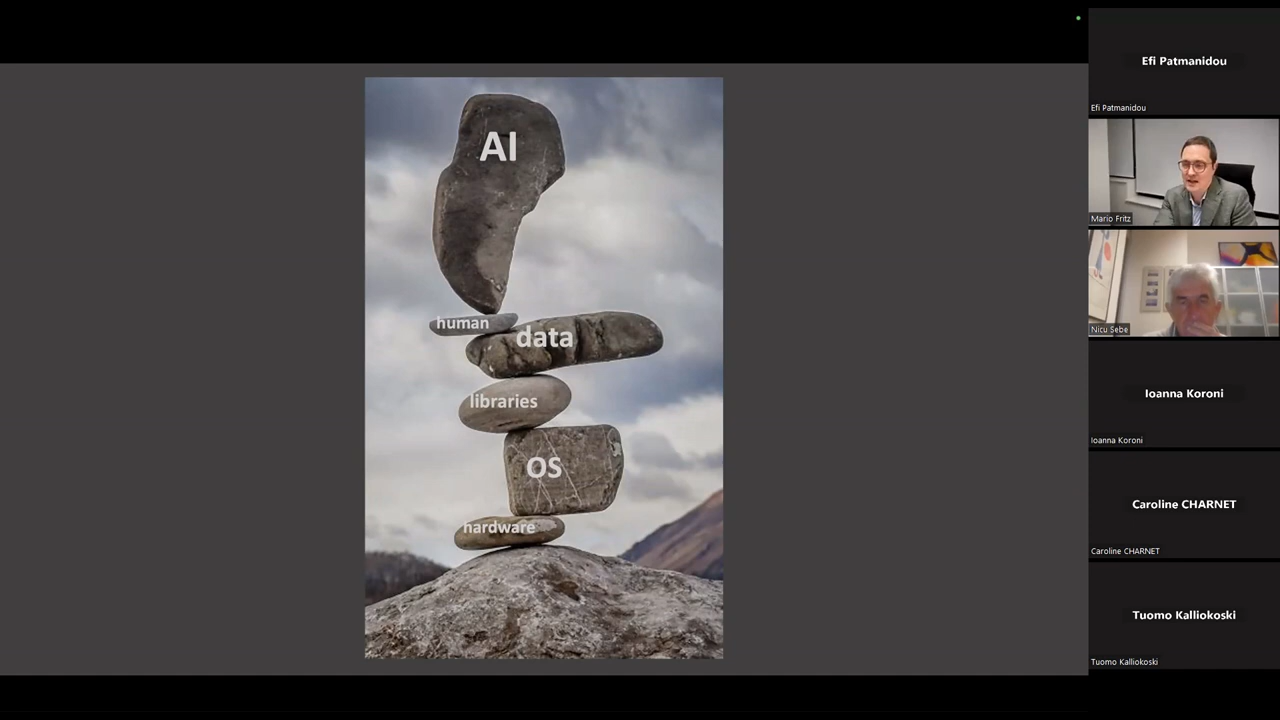 AI
human
data
libraries
OS
hardware
Efi Patmanidou
Efi Patmanidou
Mario Fritz
Nicu Sebe
Ioanna Koroni
Ioanna Koroni
Caroline CHARNET
Caroline CHARNET
Tuomo Kalliokoski
Tuomo Kalliokoski